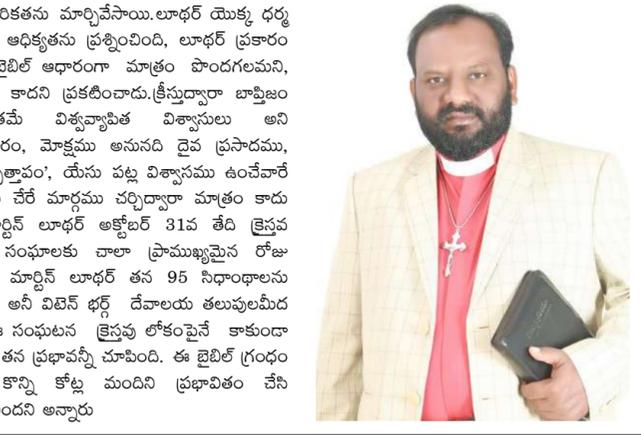 రికతను మార్చివేసాయి.లూథర్ యొక్క ధర్మ
ఆధిక్యతను ప్రశ్నించింది, లూథర్ ప్రకారం
బైబిల్ ఆధారంగా మాత్రం పొందగలమని,
కాదని ప్రకటించాడు.క్రీస్తుద్వారా బాప్తిజం
తమే విశ్వవ్యాపిత విశ్వాసులు అని
రం, మోక్షము అనునది దైవ ప్రసాదము,
త్తాపం', యేసు పట్ల విశ్వాసము ఉంచేవారే
చేరే మార్గము చర్చిద్వారా మాత్రం కాదు
ర్టిన్ లూథర్ అక్టోబర్ 31వ తేది క్రైస్తవ
సంఘాలకు చాలా ప్రాముఖ్యమైన రోజు
మార్టిన్ లూథర్ తన 95 సిధాంథాలను
అనీ విటెన్ భర్గ్ దేవాలయ తలుపులమీద
సంఘటన క్రైస్తవు లోకంపైనే కాకుండా
తన ప్రభావన్నీ చూపింది. ఈ బైబిల్ గ్రంధం
కొన్ని కోట్ల మందిని ప్రభావితం చేసి
ందని అన్నారు